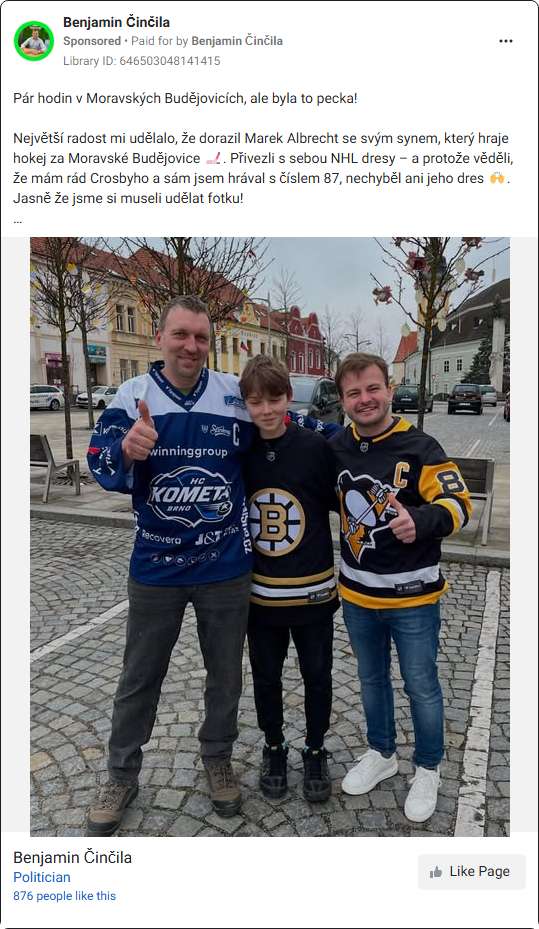 Benjamin Činčila
Sponsored • Paid for by Benjamin Činčila
Library ID: 646503048141415
Pár hodin v Moravských Budějovicích, ale byla to pecka!
Největší radost mi udělalo, že dorazil Marek Albrecht se svým synem, který hraje
hokej za Moravské Budějovice 🏒. Přivezli s sebou NHL dresy – a protože věděli,
že mám rád Crosbyho a sám jsem hrával s číslem 87, nechyběl ani jeho dres 🙌.
Jasně že jsme si museli udělat fotku!
...
C
winninggroup
HC
KOMETA
BRNO
Recovera
J&T
B
C
8
Benjamin Činčila
Politician
876 people like this
Like Page